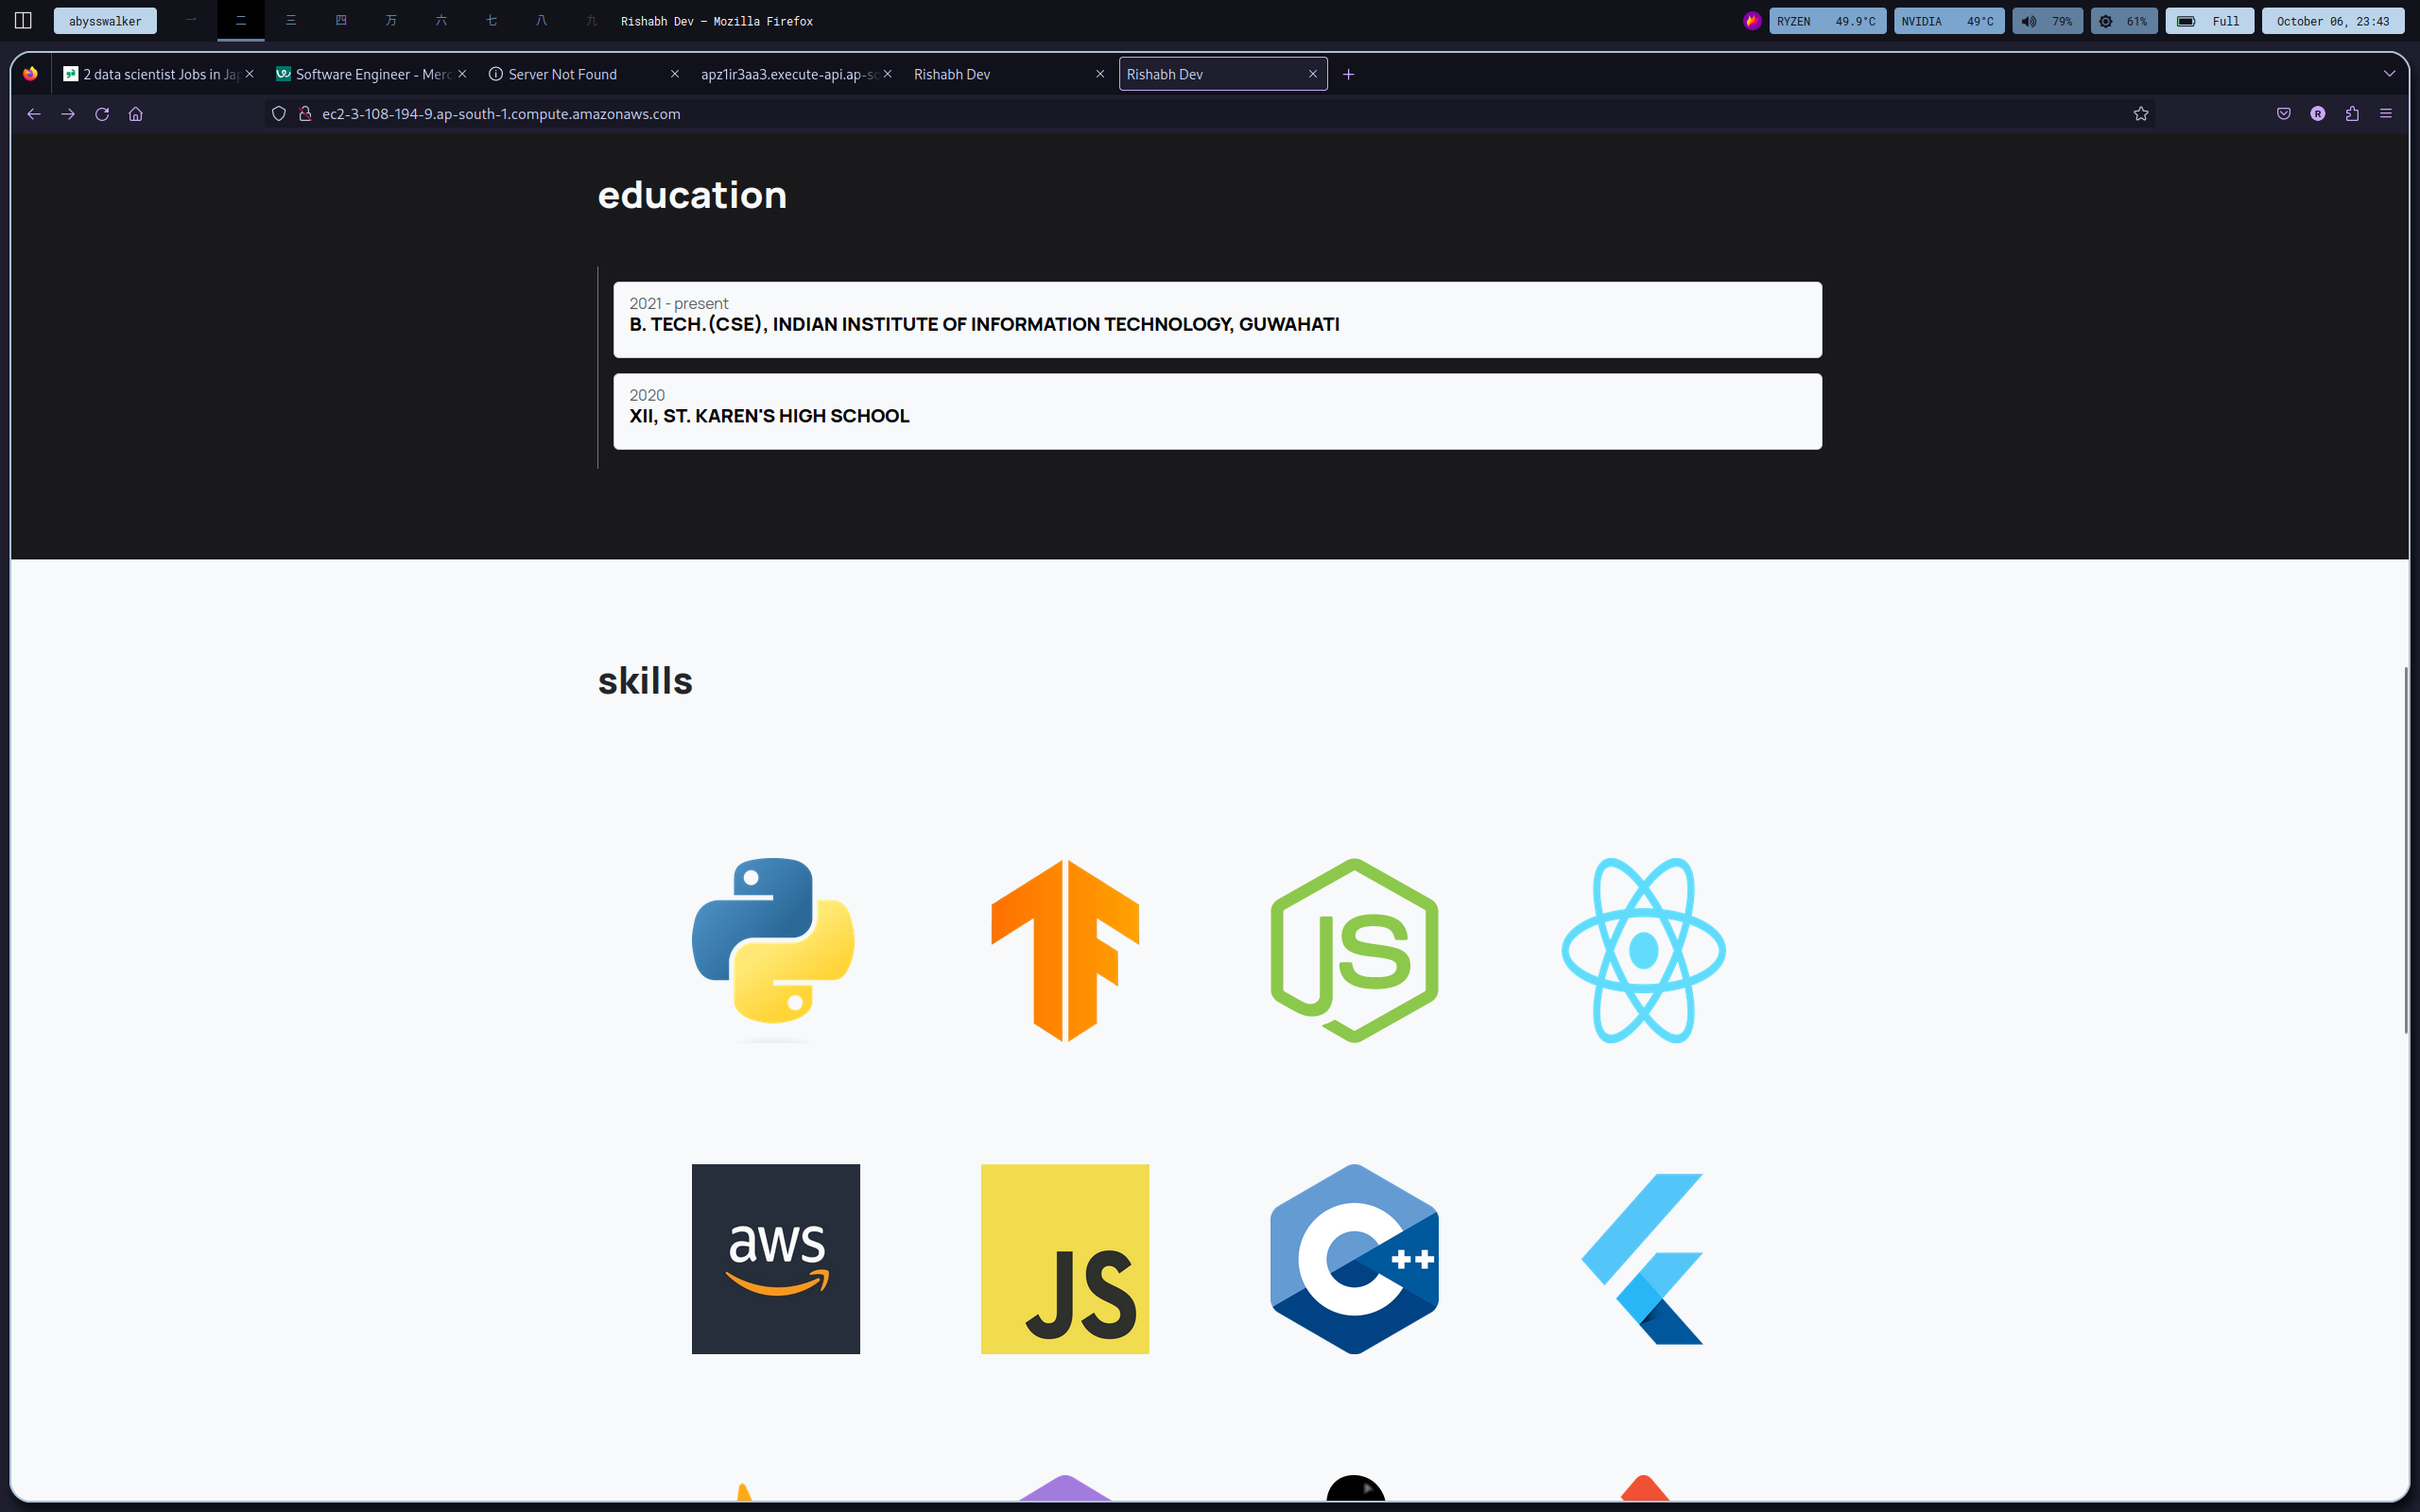 abysswalker 一 二 三 四 万 六 七 八 九 Rishabh Dev — Mozilla Firefox RYZEN 49.9°C NVIDIA 49°C 79% 61% Full October 06, 23:43
2 data scientist Jobs in Jap Software Engineer - Merc Server Not Found apz1ir3aa3.execute-api.ap-so Rishabh Dev Rishabh Dev
ec2-3-108-194-9.ap-south-1.compute.amazonaws.com R
education
2021 - present
B. TECH.(CSE), INDIAN INSTITUTE OF INFORMATION TECHNOLOGY, GUWAHATI
2020
XII, ST. KAREN'S HIGH SCHOOL
skills
JS
aws JS C++